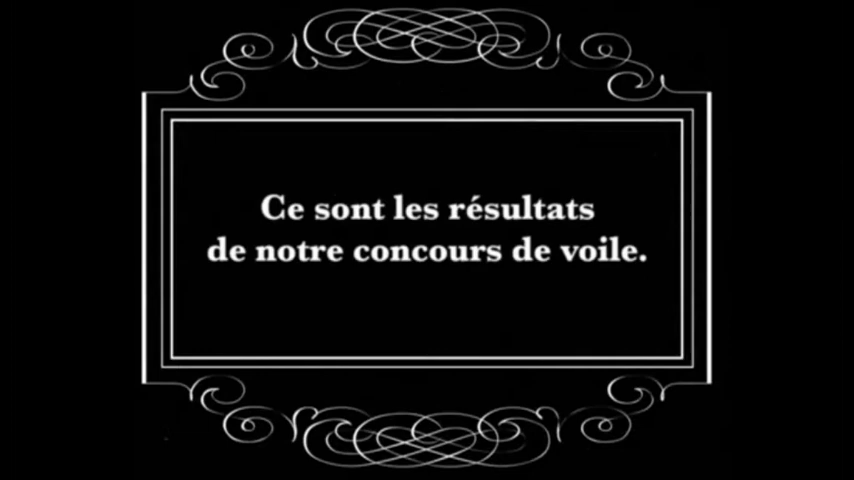 Ce sont les résultats
de notre concours de voile.